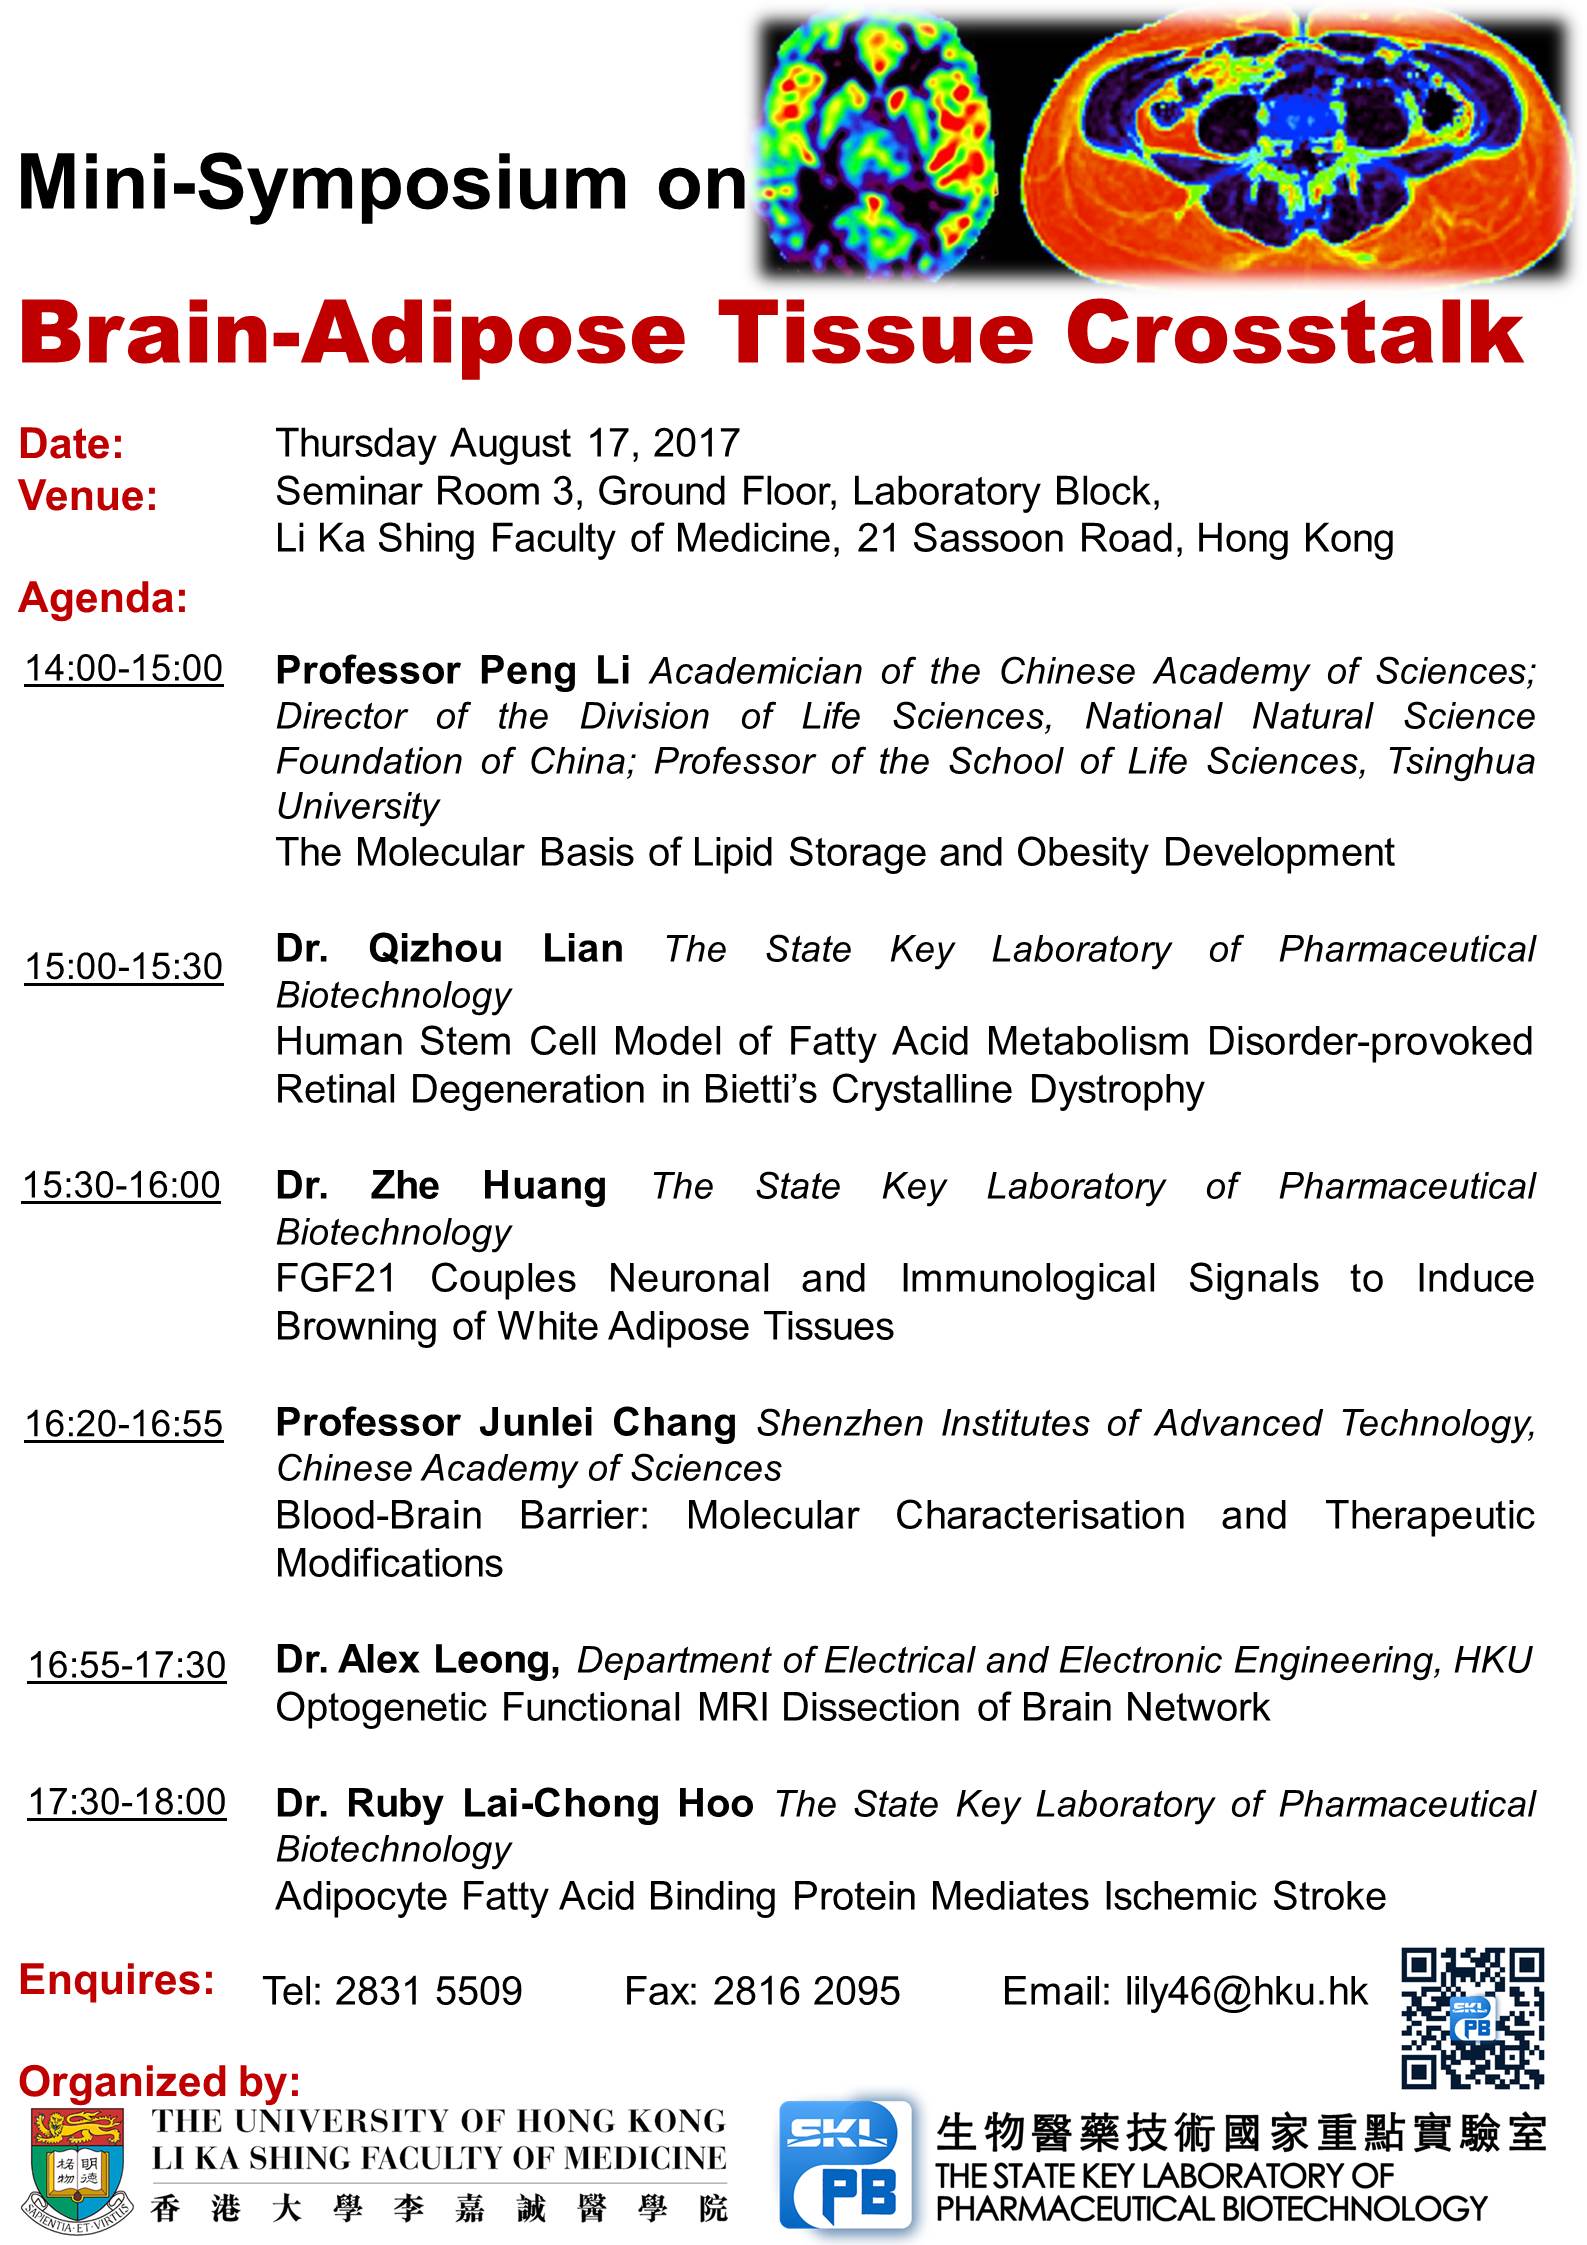 Mini-Symposium on
Brain-Adipose Tissue Crosstalk
Date: Thursday August 17, 2017
Venue: Seminar Room 3, Ground Floor, Laboratory Block,
Li Ka Shing Faculty of Medicine, 21 Sassoon Road, Hong Kong
Agenda:
14:00-15:00 Professor Peng Li Academician of the Chinese Academy of Sciences;
Director of the Division of Life Sciences, National Natural Science
Foundation of China; Professor of the School of Life Sciences, Tsinghua
University
The Molecular Basis of Lipid Storage and Obesity Development
15:00-15:30 Dr. Qizhou Lian The State Key Laboratory of Pharmaceutical
Biotechnology
Human Stem Cell Model of Fatty Acid Metabolism Disorder-provoked
Retinal Degeneration in Bietti’s Crystalline Dystrophy
15:30-16:00 Dr. Zhe Huang The State Key Laboratory of Pharmaceutical
Biotechnology
FGF21 Couples Neuronal and Immunological Signals to Induce
Browning of White Adipose Tissues
16:20-16:55 Professor Junlei Chang Shenzhen Institutes of Advanced Technology,
Chinese Academy of Sciences
Blood-Brain Barrier: Molecular Characterisation and Therapeutic
Modifications
16:55-17:30 Dr. Alex Leong, Department of Electrical and Electronic Engineering, HKU
Optogenetic Functional MRI Dissection of Brain Network
17:30-18:00 Dr. Ruby Lai-Chong Hoo The State Key Laboratory of Pharmaceutical
Biotechnology
Adipocyte Fatty Acid Binding Protein Mediates Ischemic Stroke
Enquires: Tel: 2831 5509 Fax: 2816 2095 Email: lily46@hku.hk
SKL
PB
Organized by:
明德
格物
SAPIENTIA·ET·VIRTUS
THE UNIVERSITY OF HONG KONG
LI KA SHING FACULTY OF MEDICINE
香港大學李嘉誠醫學院
SKL
PB
生物醫藥技術國家重點實驗室
THE STATE KEY LABORATORY OF
PHARMACEUTICAL BIOTECHNOLOGY